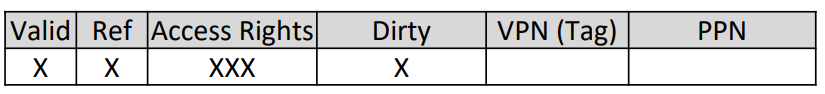 Valid Ref Access Rights Dirty VPN (Tag) PPN
X X XXX X